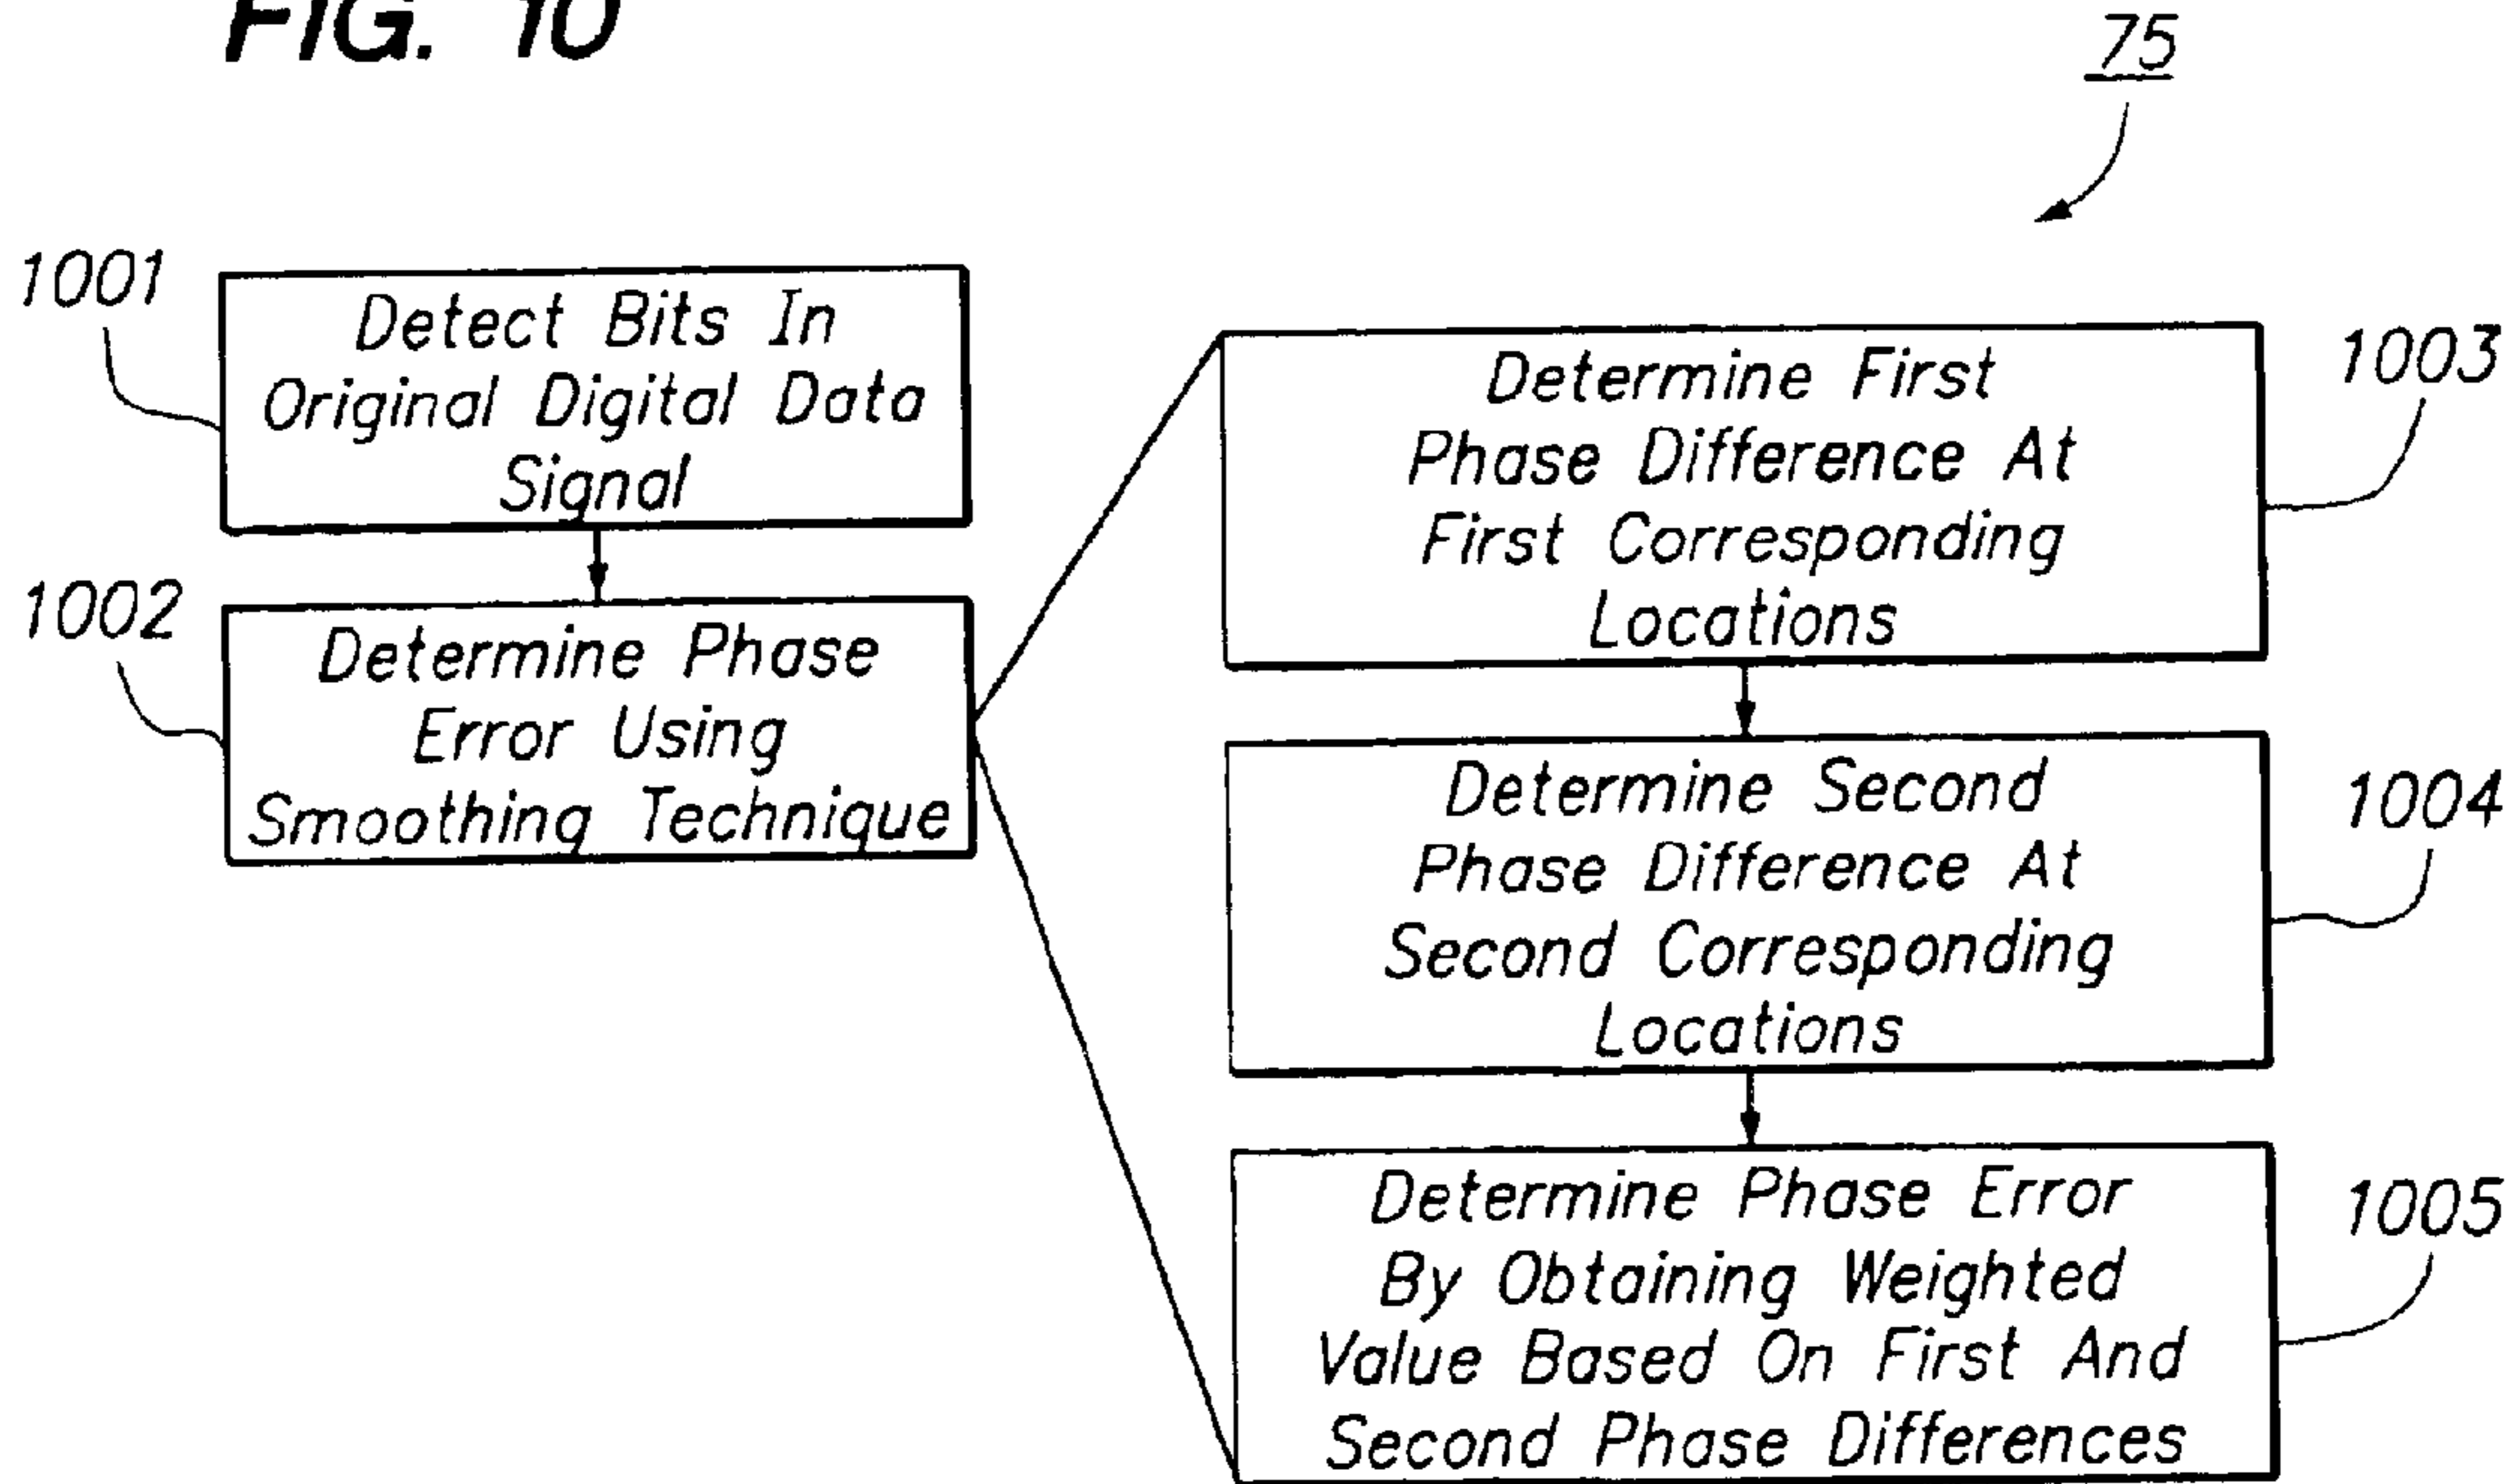 FIG. 10
75
1001
Detect Bits In
Original Digital Data
Signal
1002
Determine Phase
Error Using
Smoothing Technique
1003
Determine First
Phase Difference At
First Corresponding
Locations
1004
Determine Second
Phase Difference At
Second Corresponding
Locations
1005
Determine Phase Error
By Obtaining Weighted
Value Based On First And
Second Phase Differences